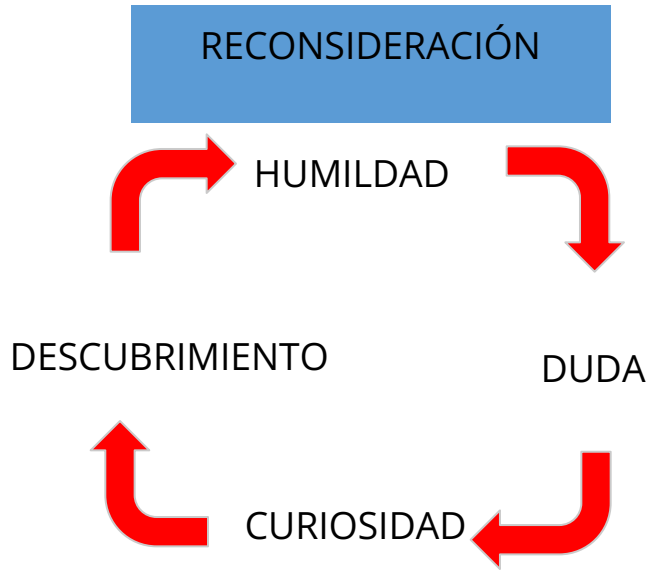 RECONSIDERACIÓN
HUMILDAD
DESCUBRIMIENTO
DUDA
CURIOSIDAD